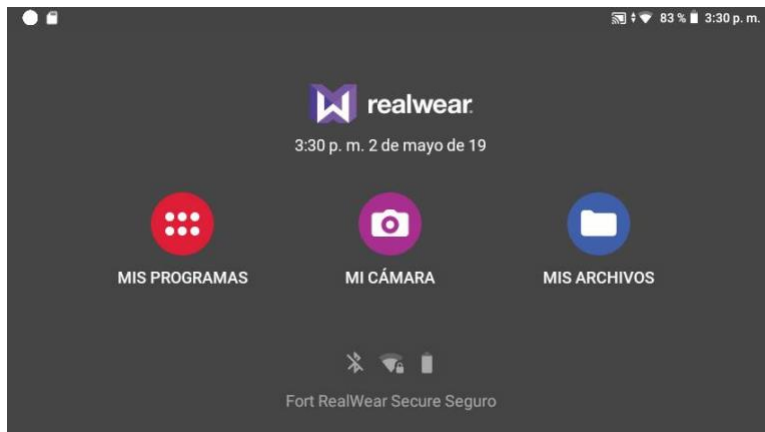 83 % 3:30 p. m.
realwear.
3:30 p. m. 2 de mayo de 19
MIS PROGRAMAS MI CÁMARA MIS ARCHIVOS
Fort RealWear Secure Seguro